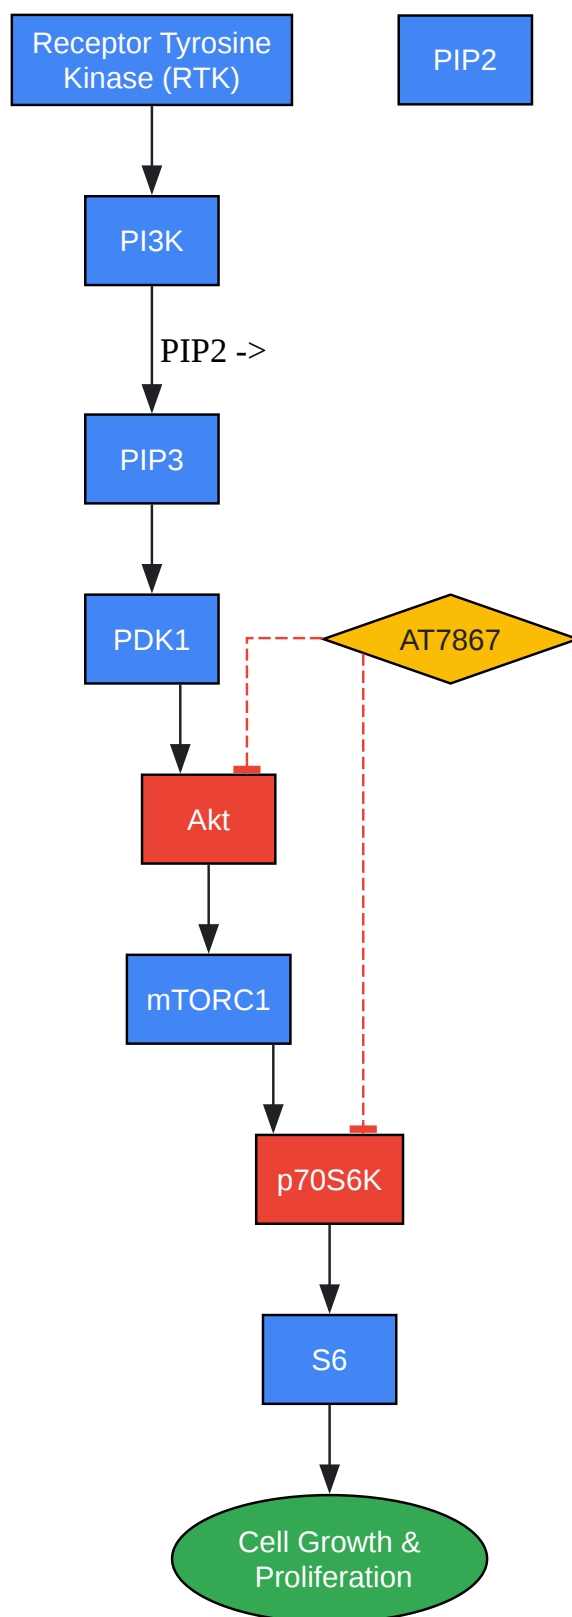 Receptor Tyrosine
Kinase (RTK)
PIP2
PI3K
PIP2 ->
PIP3
PDK1
AT7867
Akt
mTORC1
p70S6K
S6
Cell Growth &
Proliferation